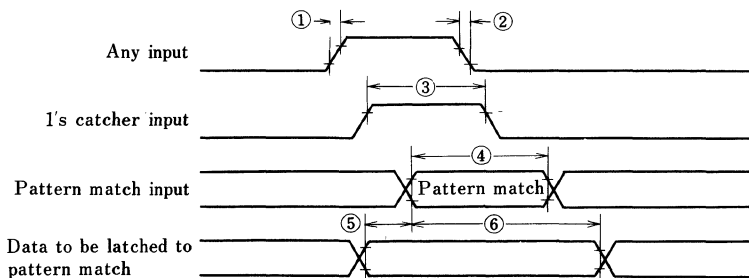 ① ②
Any input
③
1's catcher input
④
Pattern match input
Pattern match
⑤ ⑥
Data to be latched to
pattern match